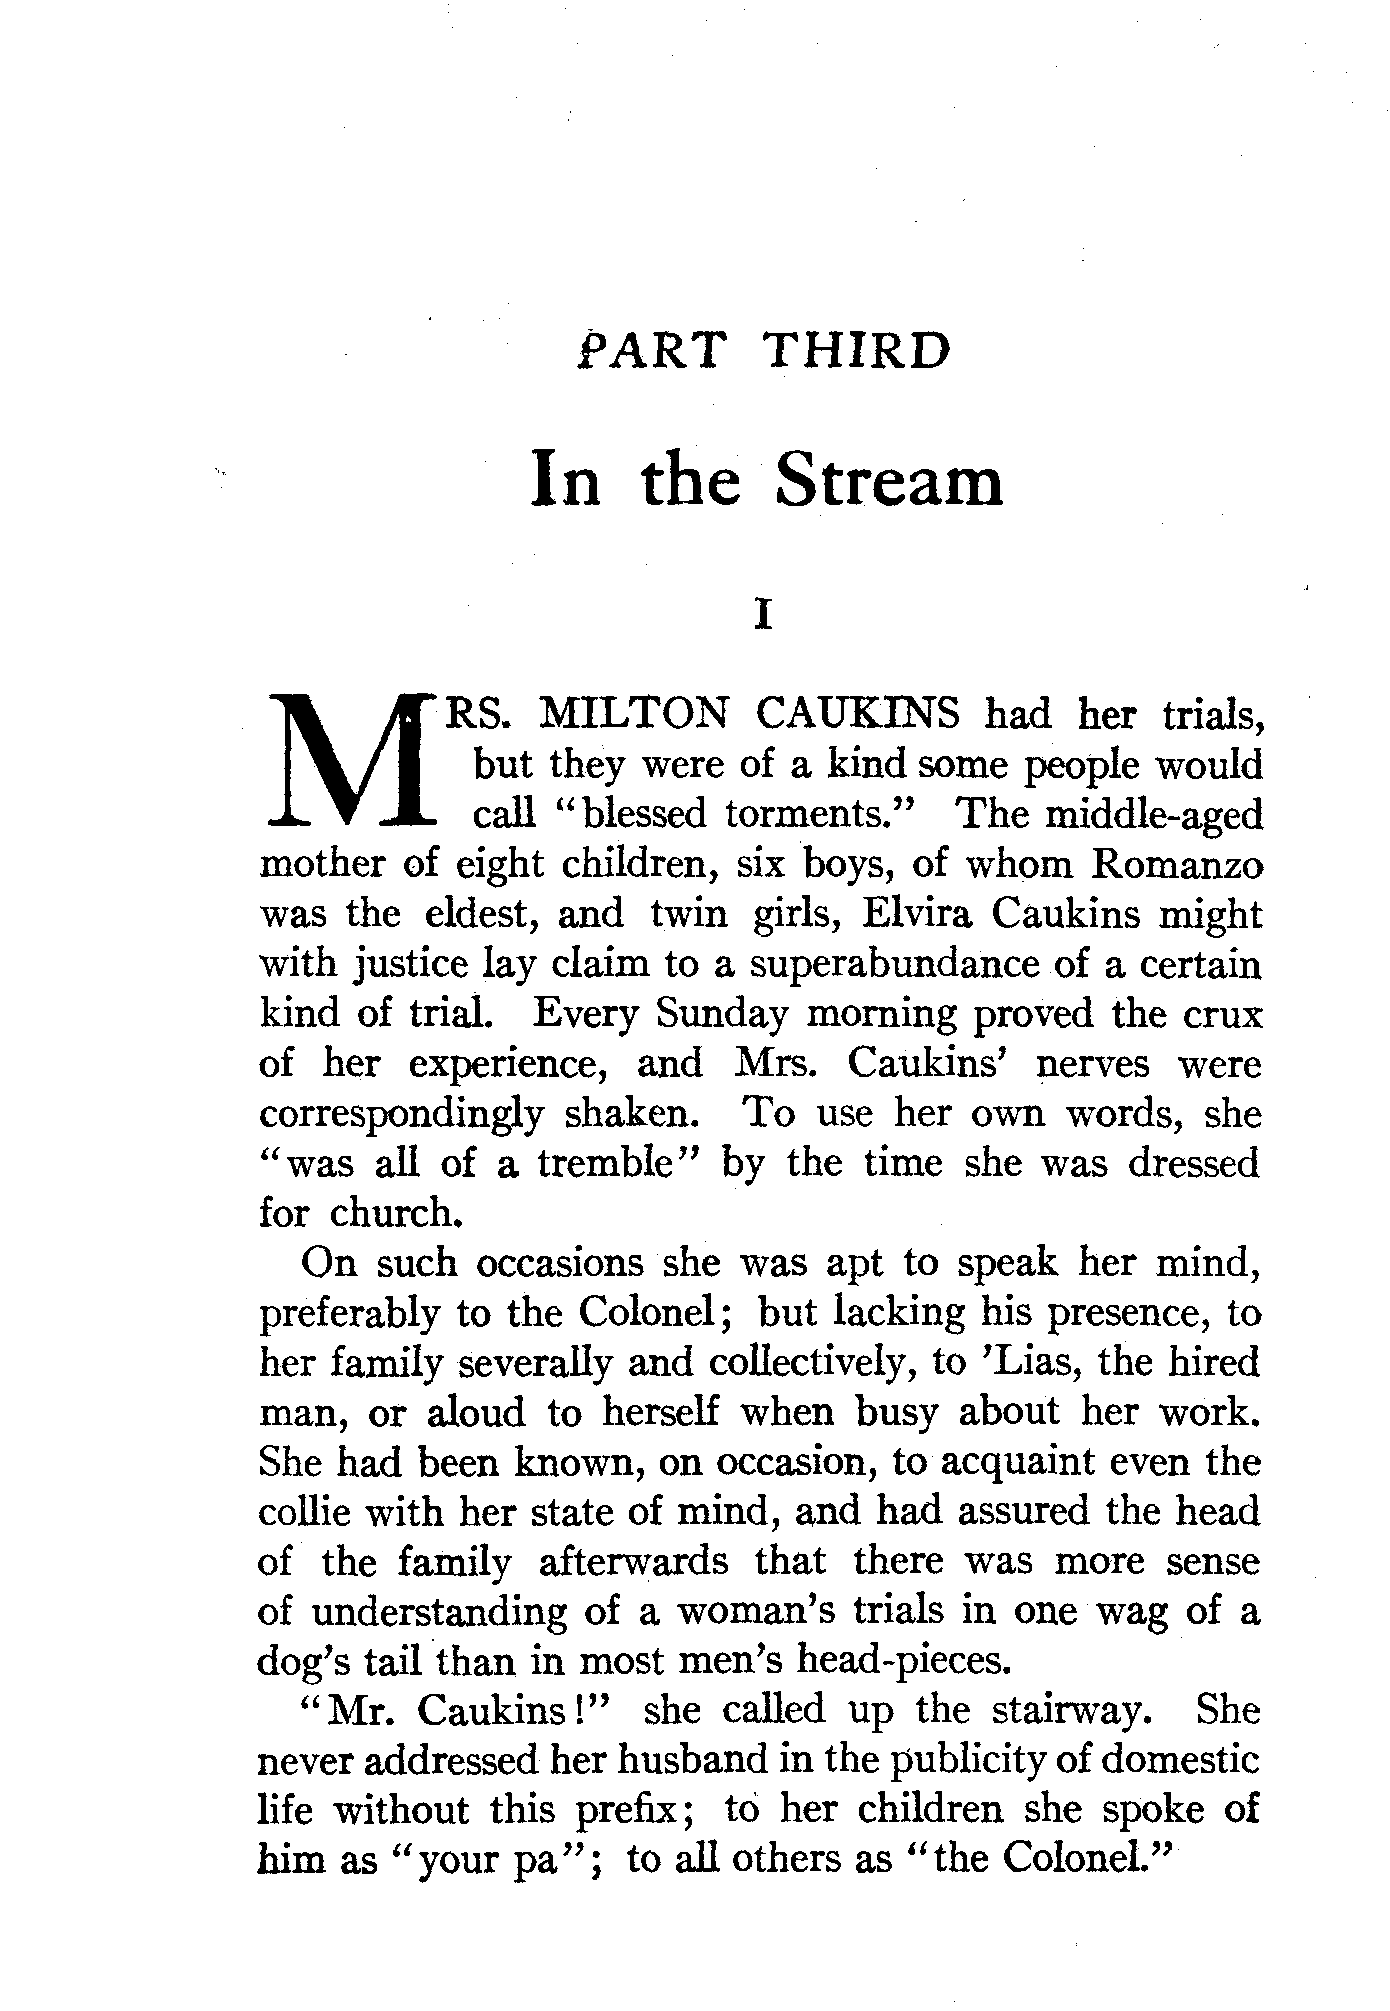 PART THIRD
In the Stream
I
MRS. MILTON CAUKINS had her trials,
but they were of a kind some people would
call "blessed torments." The middle-aged
mother of eight children, six boys, of whom Romanzo
was the eldest, and twin girls, Elvira Caukins might
with justice lay claim to a superabundance of a certain
kind of trial. Every Sunday morning proved the crux
of her experience, and Mrs. Caukins' nerves were
correspondingly shaken. To use her own words, she
"was all of a tremble" by the time she was dressed
for church.
On such occasions she was apt to speak her mind,
preferably to the Colonel; but lacking his presence, to
her family severally and collectively, to 'Lias, the hired
man, or aloud to herself when busy about her work.
She had been known, on occasion, to acquaint even the
collie with her state of mind, and had assured the head
of the family afterwards that there was more sense
of understanding of a woman's trials in one wag of a
dog's tail than in most men's head-pieces.
"Mr. Caukins!" she called up the stairway. She
never addressed her husband in the publicity of domestic
life without this prefix; to her children she spoke of
him as "your pa"; to all others as "the Colonel."